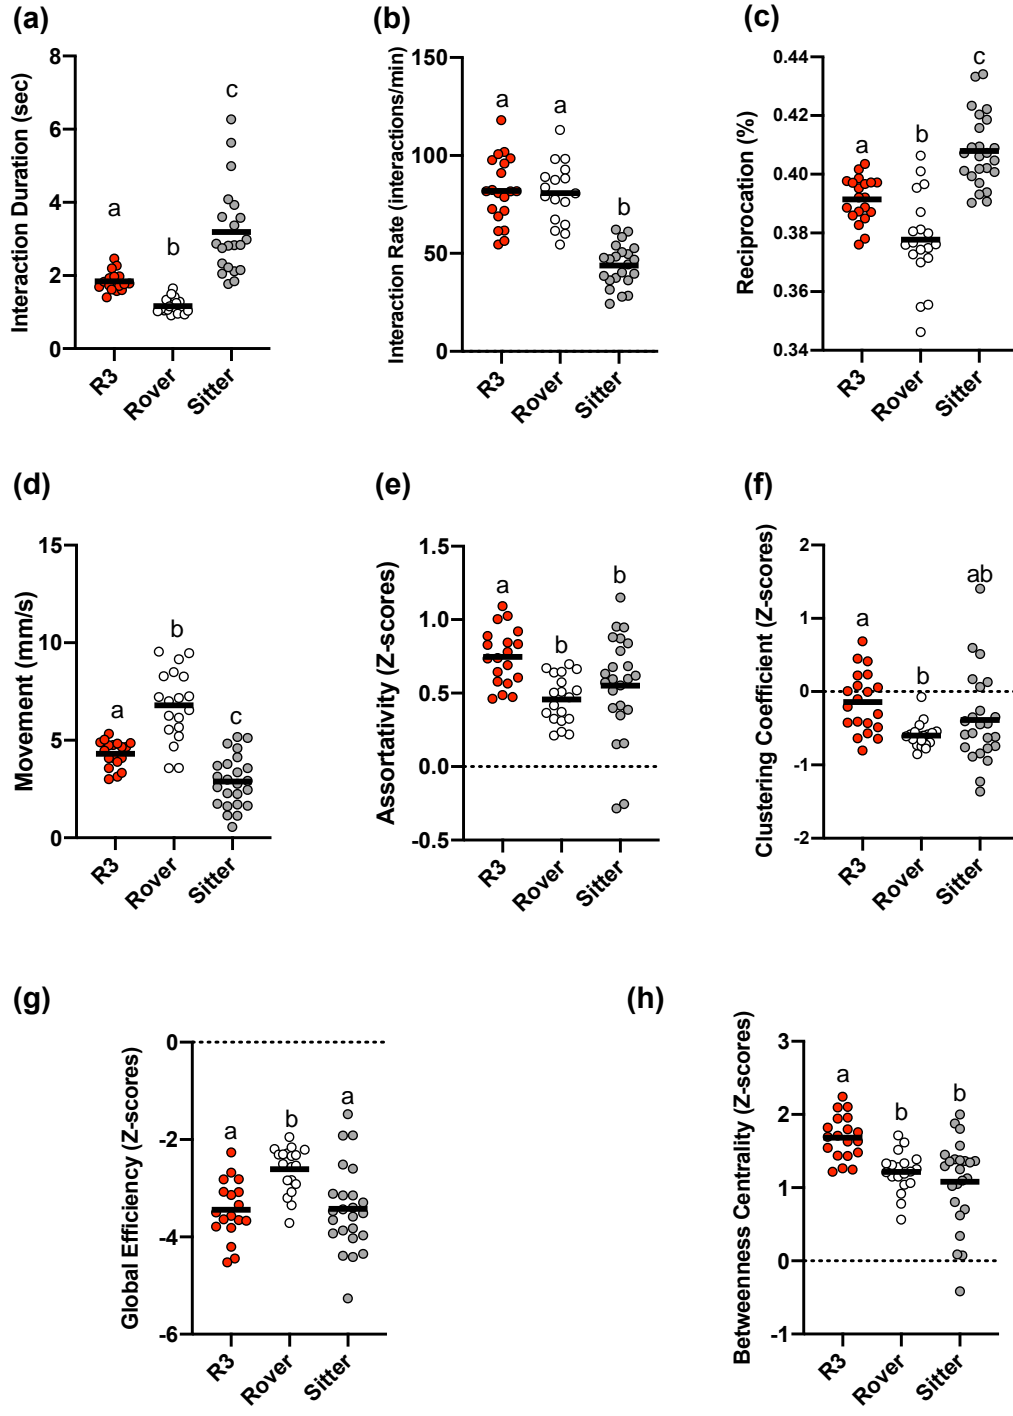 (a)
Interaction Duration (sec)
8
6
4
2
0
a
b
c
R3
Rover
Sitter
(b)
Interaction Rate (interactions/min)
150
100
50
0
a
a
b
R3
Rover
Sitter
(c)
Reciprocation (%)
0.44
0.42
0.40
0.38
0.36
0.34
a
b
c
R3
Rover
Sitter
(d)
Movement (mm/s)
15
10
5
0
a
b
c
R3
Rover
Sitter
(e)
Assortativity (Z-scores)
1.5
1.0
0.5
0.0
-0.5
a
b
b
R3
Rover
Sitter
(f)
Clustering Coefficient (Z-scores)
2
1
0
-1
-2
a
b
ab
R3
Rover
Sitter
(g)
Global Efficiency (Z-scores)
0
-2
-4
-6
a
b
a
R3
Rover
Sitter
(h)
Betweenness Centrality (Z-scores)
3
2
1
0
-1
a
b
b
R3
Rover
Sitter